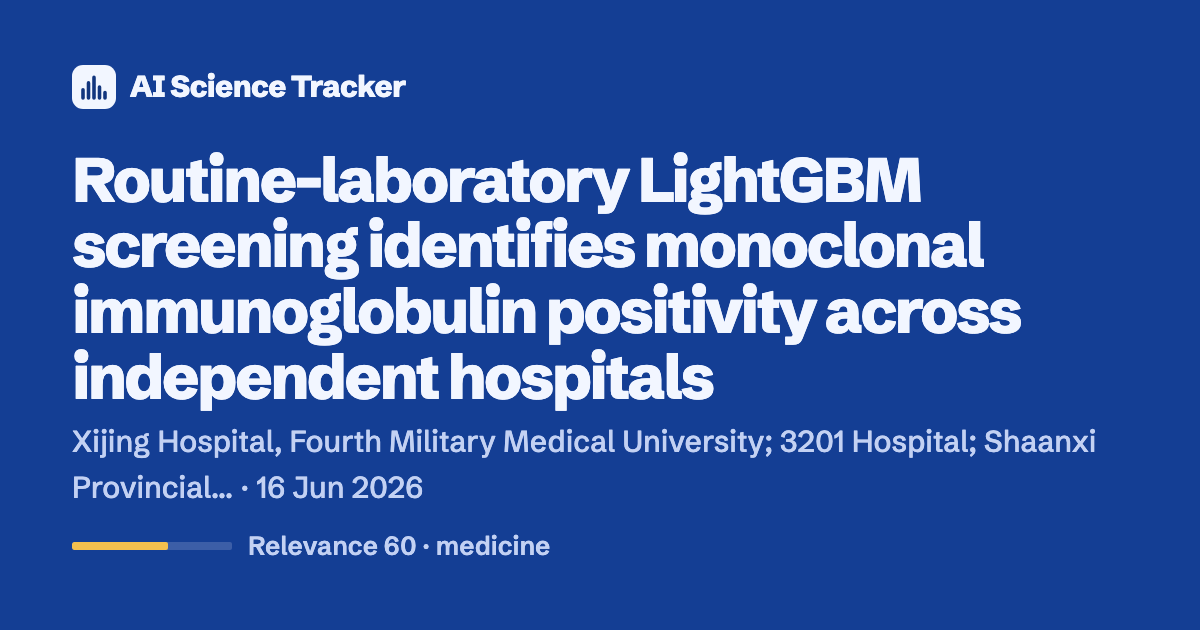 AI Science Tracker
Routine-laboratory LightGBM
screening identifies monoclonal
immunoglobulin positivity across
independent hospitals
Xijing Hospital, Fourth Military Medical University; 3201 Hospital; Shaanxi
Provincial... · 16 Jun 2026
Relevance 60 · medicine